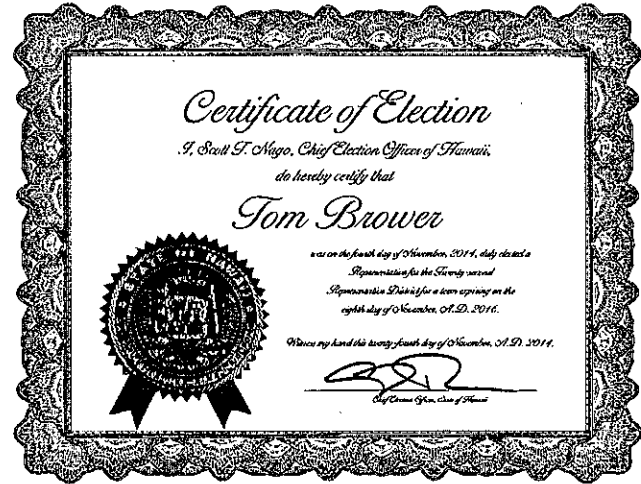 Certificate of Election
I, Scott T. Nago, Chief Election Officer of Hawaii,
do hereby certify that
Tom Brower
was on the fourth day of November, 2014, duly elected a
Representative for the Twenty-second
Representative District for a term expiring on the
eighth day of November, A.D. 2016.
Witness my hand this twenty-fourth day of November, A.D. 2014.
Chief Election Officer, State of Hawaii
STATE OF HAWAII